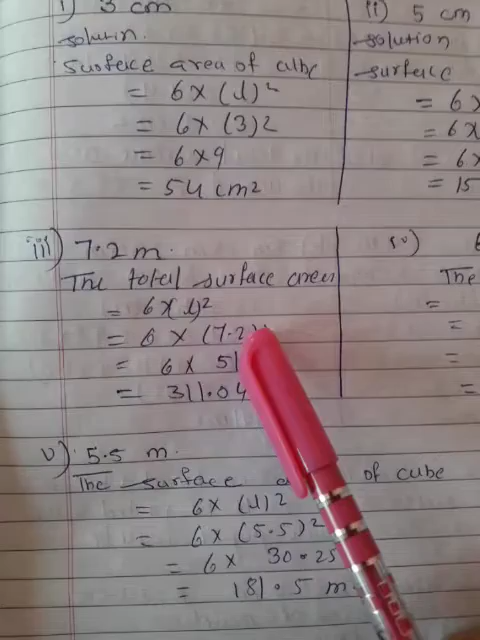 i) 3 cm
solutin.
Surfeice area of cube
= 6 × (l)²
= 6 × (3)2
= 6 × 9
= 54 cm2
ii) 5 cm
solution
surfeice
= 6×
= 6×
= 6×
= 15
iii) 7.2 m.
The total surface area
= 6×(l)²
= 6 × (7.2)
= 6 × 51
= 311.04
iv)
The
=
=
=
=
v) 5.5 m.
The surface a of cube
= 6× (l)2
= 6× (5.5)2
= 6× 30.25
= 181.5 m.